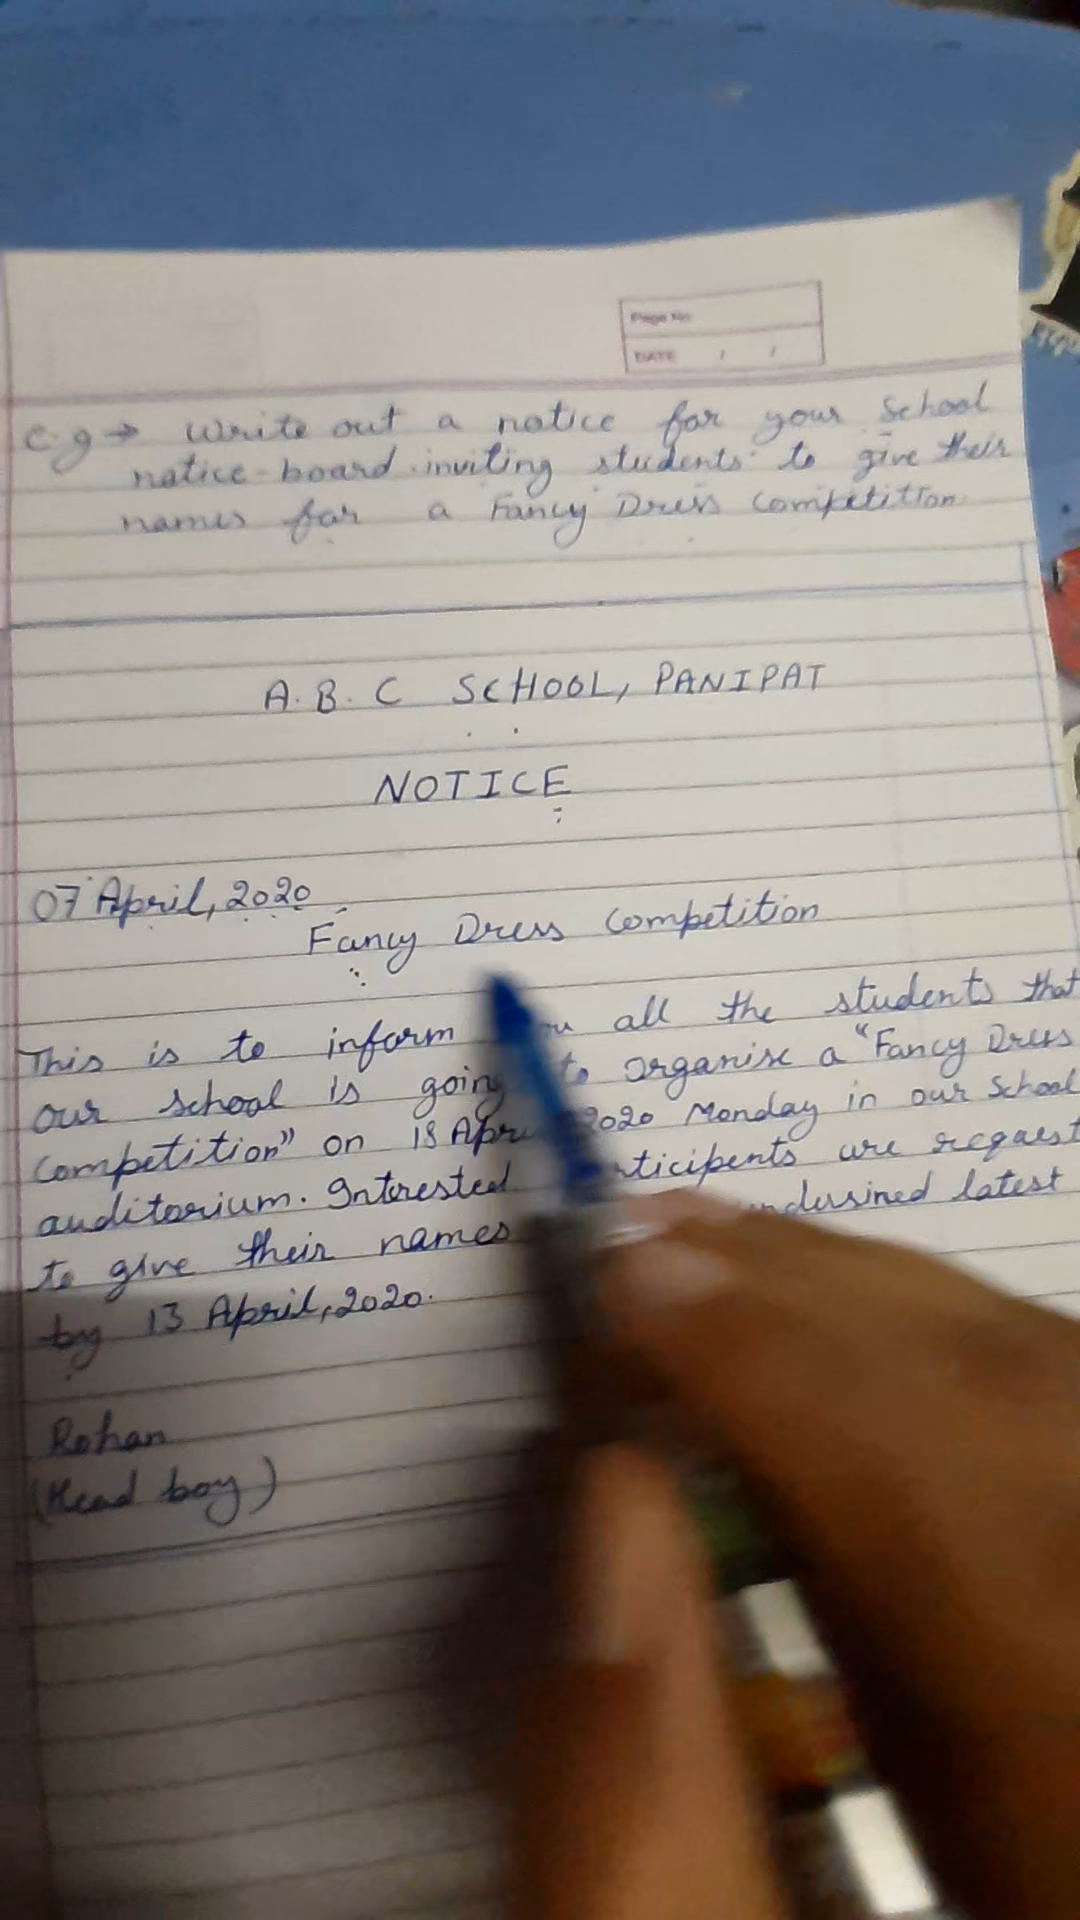 Page No
DATE / /
e.g → Write out a notice for your School
notice-board inviting students to give their
names for a Fancy Dress Competition.
A.B.C SCHOOL, PANIPAT
NOTICE
07 April, 2020
Fancy Dress Competition
This is to inform all the students that
our school is going to organise a "Fancy Dress
Competition" on 2020 Monday in our School
auditorium. Interested are request
to give their names latest
by 13 April, 2020.
Rohan
(Head boy)